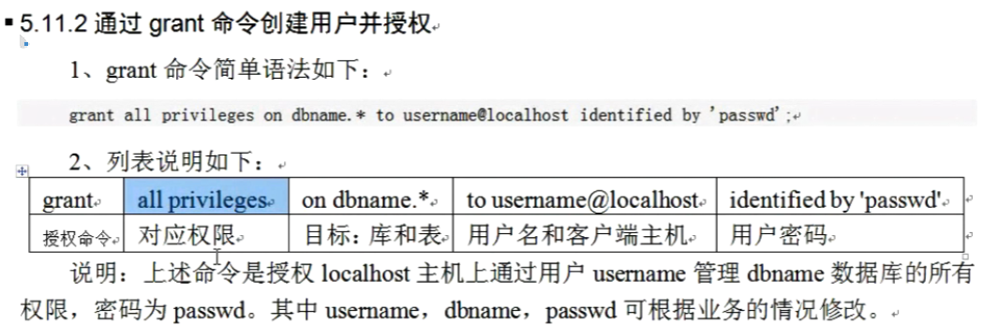 5.11.2 通过 grant 命令创建用户并授权
1、grant 命令简单语法如下：
grant all privileges on dbname.* to username@localhost identified by 'passwd';
2、列表说明如下：
grant all privileges on dbname.* to username@localhost identified by 'passwd'
授权命令 对应权限 目标：库和表 用户名和客户端主机 用户密码
说明：上述命令是授权 localhost 主机上通过用户 username 管理 dbname 数据库的所有
权限，密码为 passwd。其中 username，dbname，passwd 可根据业务的情况修改。